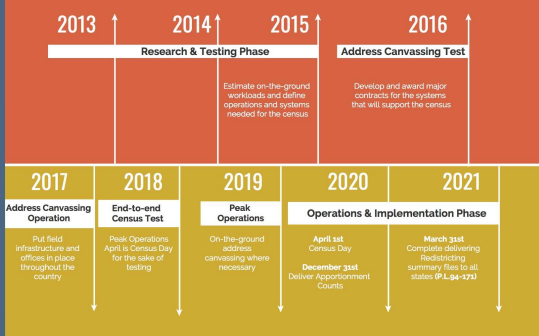 2013
2014
2015
2016
Research & Testing Phase
Address Canvassing Test
Estimate on-the-ground
workloads and define
operations and systems
needed for the census
Develop and award major
contracts for the systems
that will support the census
2017
2018
2019
2020
2021
Address Canvassing
Operation
Put field
infrastructure and
offices in place
throughout the
country
End-to-end
Census Test
Peak Operations
April is Census Day
for the sake of
testing
Peak
Operations
On-the-ground
address
canvassing where
necessary
Operations & Implementation Phase
April 1st
Census Day
December 31st
Deliver Apportionment
Counts
March 31st
Complete delivering
Redistricting
summary files to all
states (P.L.94-171)